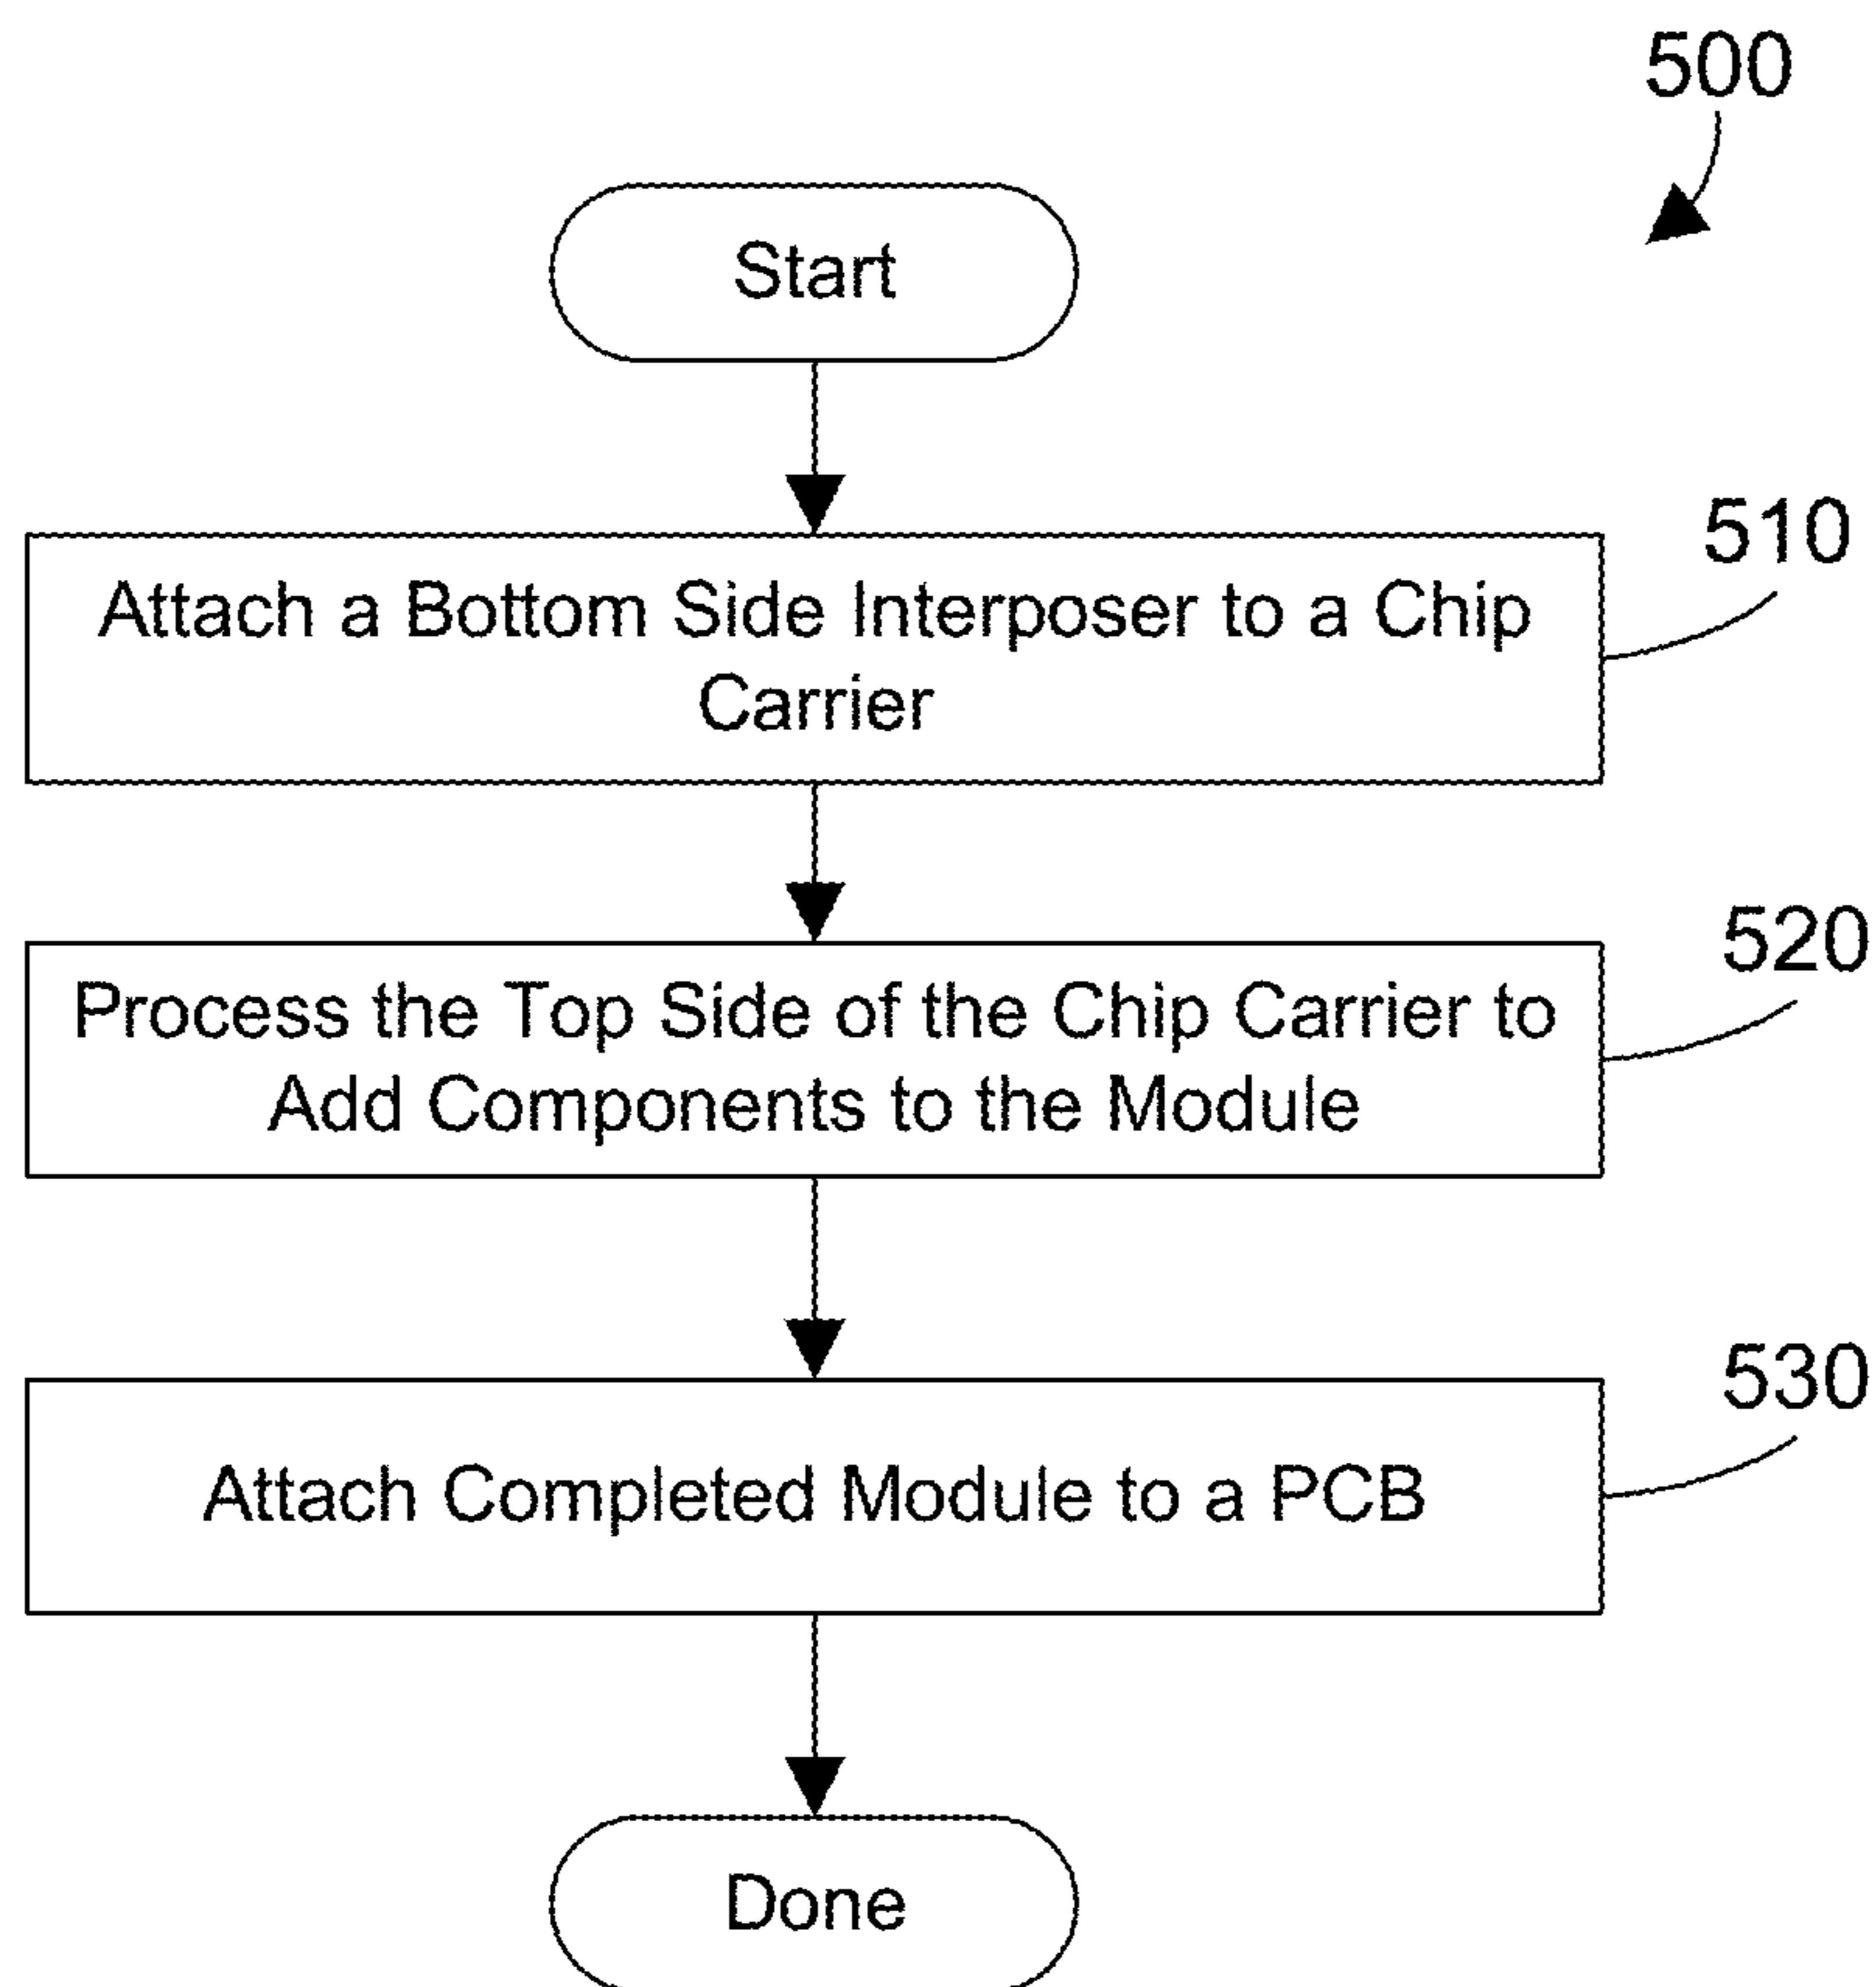 500
Start
510
Attach a Bottom Side Interposer to a Chip
Carrier
520
Process the Top Side of the Chip Carrier to
Add Components to the Module
530
Attach Completed Module to a PCB
Done